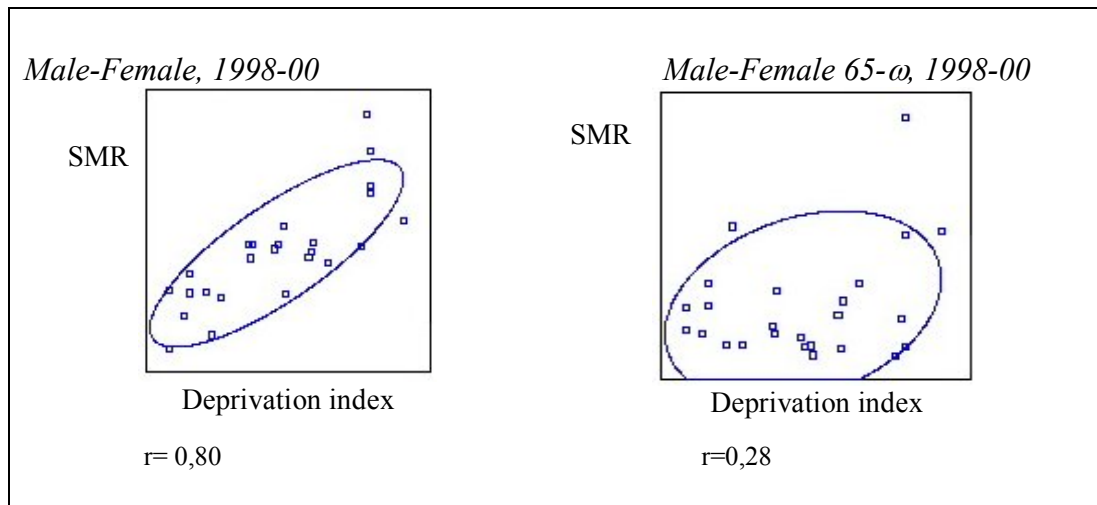 Male-Female, 1998-00
SMR
Deprivation index
r= 0,80
Male-Female 65-ω, 1998-00
SMR
Deprivation index
r=0,28